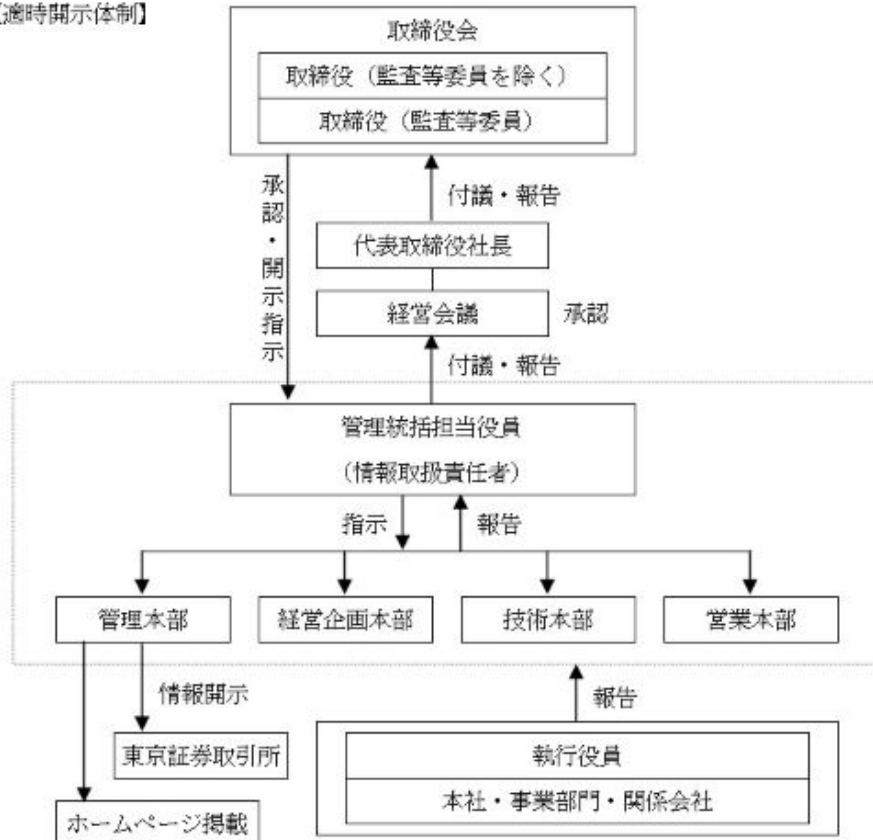 【適時開示体制】
取締役会
取締役（監査等委員を除く）
取締役（監査等委員）
承認・開示指示
付議・報告
代表取締役社長
経営会議
承認
付議・報告
管理統括担当役員
（情報取扱責任者）
指示
報告
管理本部
経営企画本部
技術本部
営業本部
情報開示
報告
東京証券取引所
執行役員
本社・事業部門・関係会社
ホームページ掲載